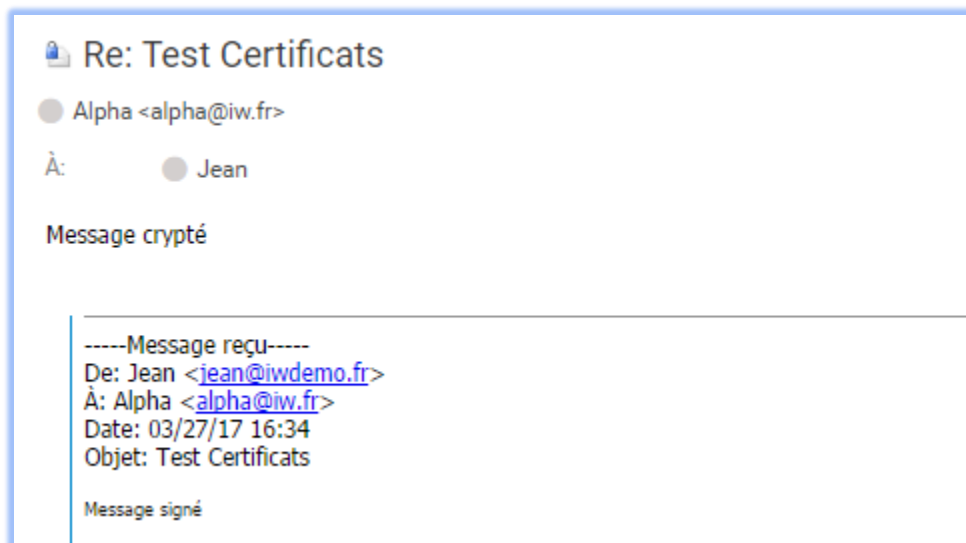 Re: Test Certificats
Alpha <alpha@iw.fr>
À: Jean
Message crypté
-----Message reçu-----
De: Jean <jean@iwdemo.fr>
À: Alpha <alpha@iw.fr>
Date: 03/27/17 16:34
Objet: Test Certificats
Message signé